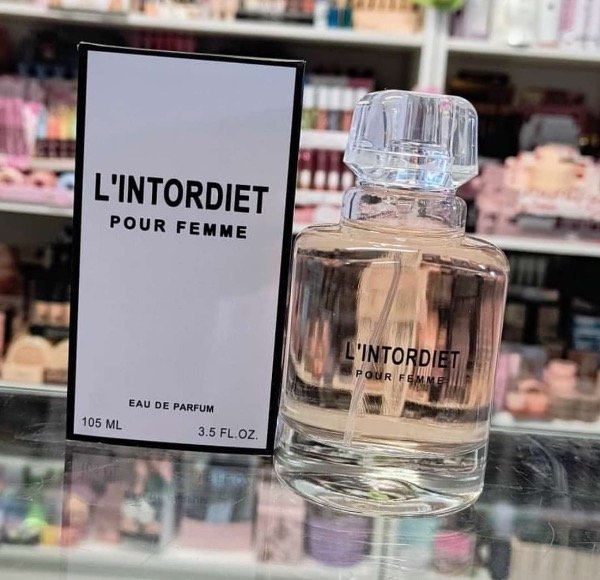 L'INTORDIET
POUR FEMME
EAU DE PARFUM
105 ML
3.5 FL.OZ.
L'INTORDIET
POUR FEMME